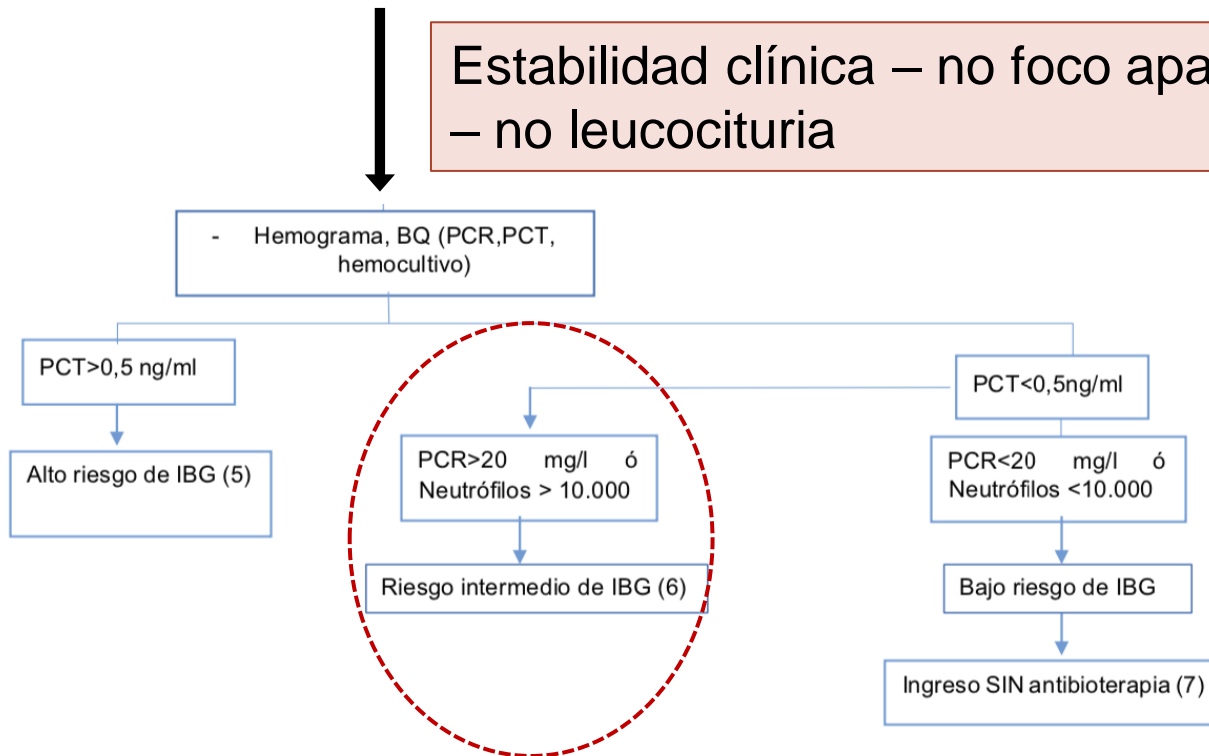 Estabilidad clínica – no foco apa
– no leucocituria
- Hemograma, BQ (PCR,PCT,
hemocultivo)
PCT>0,5 ng/ml
PCT<0,5ng/ml
Alto riesgo de IBG (5)
PCR>20 mg/l ó
Neutrófilos > 10.000
PCR<20 mg/l ó
Neutrófilos <10.000
Riesgo intermedio de IBG (6)
Bajo riesgo de IBG
Ingreso SIN antibioterapia (7)